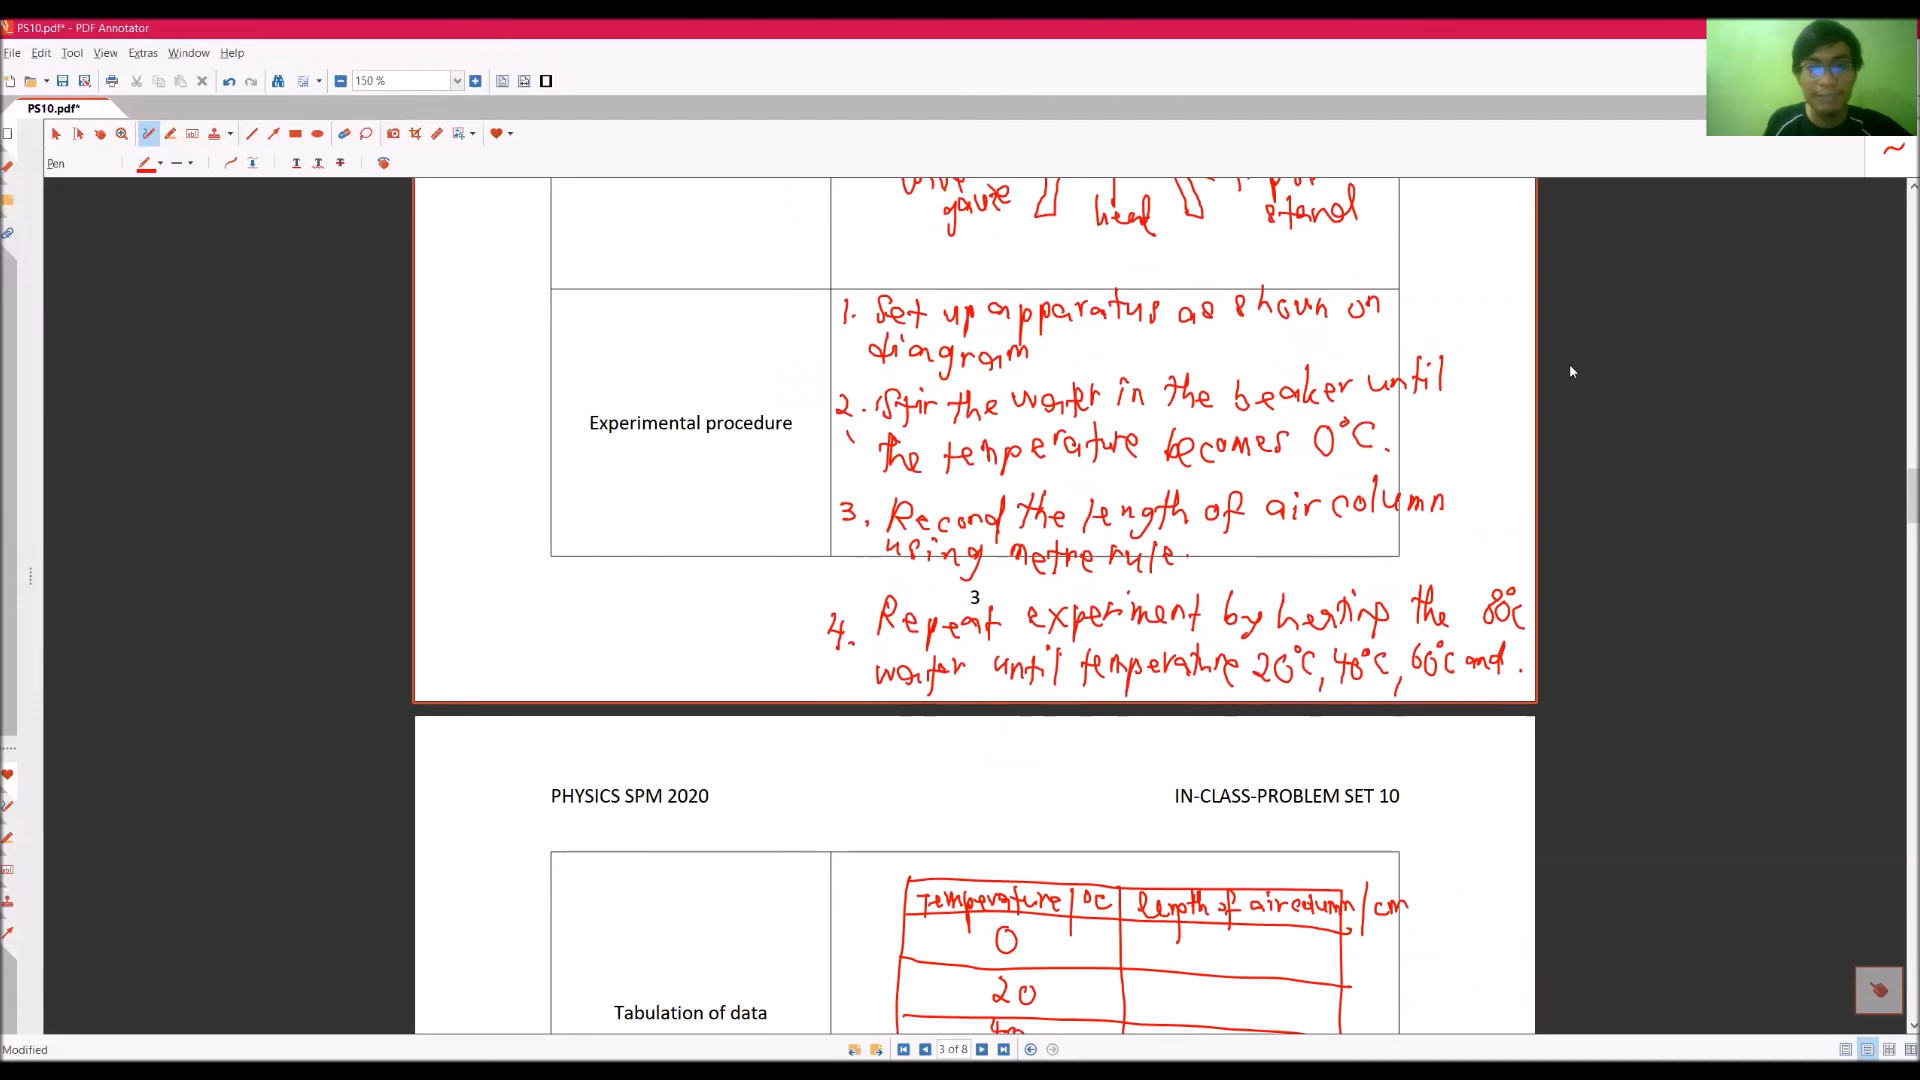 PS10.pdf* - PDF Annotator
File Edit Tool View Extras Window Help
150 %
PS10.pdf*
Pen
gauze
head
stand
Experimental procedure
1. Set up apparatus as shown on
diagram
2. Stir the water in the beaker until
the temperature becomes 0°C.
3. Record the length of air column
using metre rule.
3
4. Repeat experiment by heating the 80°C
water until temperature 20°C, 40°C, 60°C and .
PHYSICS SPM 2020
IN-CLASS-PROBLEM SET 10
Temperature | °C
length of air column / cm
0
20
Tabulation of data
Modified
3 of 8